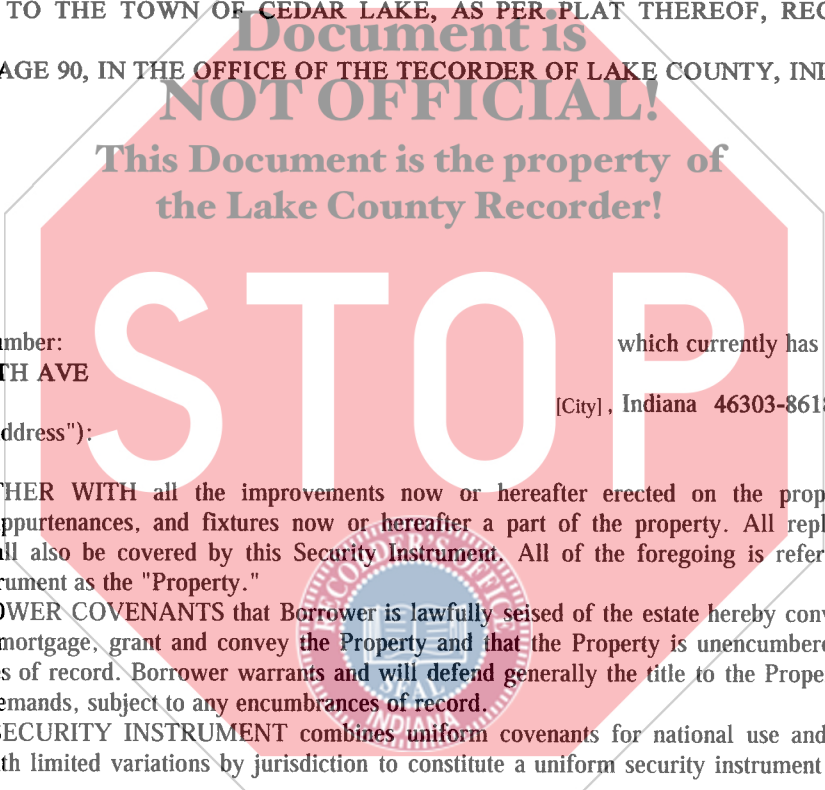 TO THE TOWN OF CEDAR LAKE, AS PER PLAT THEREOF, REC
Document is
AGE 90, IN THE OFFICE OF THE TECORDER OF LAKE COUNTY, IND
NOT OFFICIAL!
This Document is the property of
the Lake County Recorder!
STOP
umber: which currently has
TH AVE
[City] , Indiana 46303-8618
ddress"):
THER WITH all the improvements now or hereafter erected on the prop
ppurtenances, and fixtures now or hereafter a part of the property. All repl
all also be covered by this Security Instrument. All of the foregoing is refer
rument as the "Property."
OWER COVENANTS that Borrower is lawfully seised of the estate hereby conv
mortgage, grant and convey the Property and that the Property is unencumbere
s of record. Borrower warrants and will defend generally the title to the Prope
emands, subject to any encumbrances of record.
SECURITY INSTRUMENT combines uniform covenants for national use and
th limited variations by jurisdiction to constitute a uniform security instrument
RECORDER'S OFFICE
SEAL
INDIANA